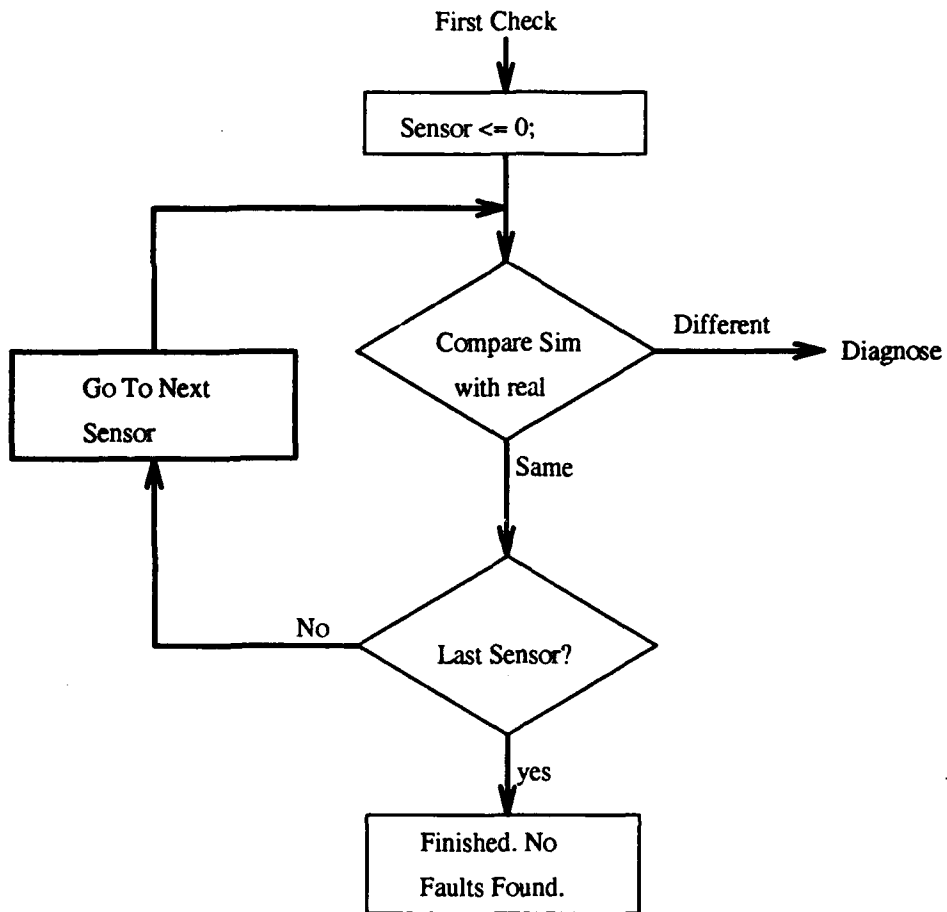 First Check
Sensor <= 0;
Compare Sim
with real
Different
Diagnose
Go To Next
Sensor
Same
No
Last Sensor?
yes
Finished. No
Faults Found.